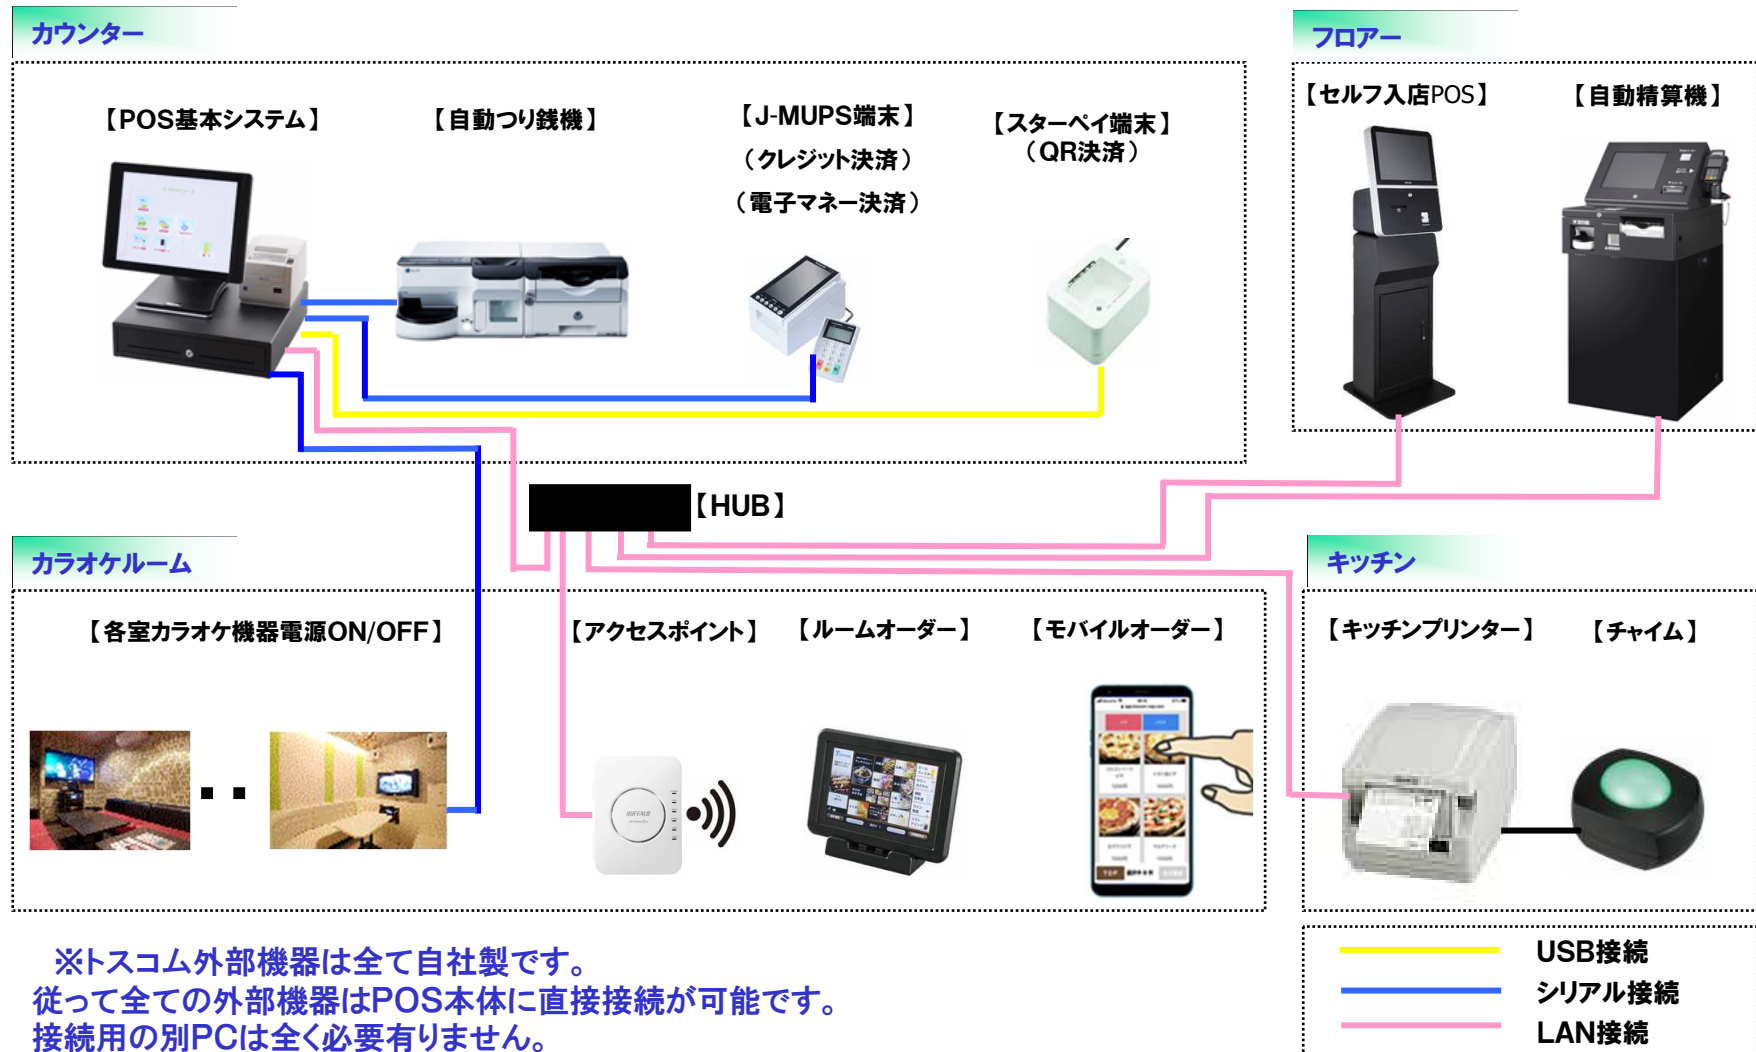 カウンター
フロアー
【POS基本システム】
【自動つり銭機】
【J-MUPS端末】
（クレジット決済）
（電子マネー決済）
【スターペイ端末】
（QR決済）
【セルフ入店POS】
【自動精算機】
【HUB】
カラオケルーム
キッチン
【各室カラオケ機器電源ON/OFF】
【アクセスポイント】
【ルームオーダー】
【モバイルオーダー】
【キッチンプリンター】
【チャイム】
BUFFALO
TOP
※トスコム外部機器は全て自社製です。
従って全ての外部機器はPOS本体に直接接続が可能です。
接続用の別PCは全く必要有りません。
USB接続
シリアル接続
LAN接続